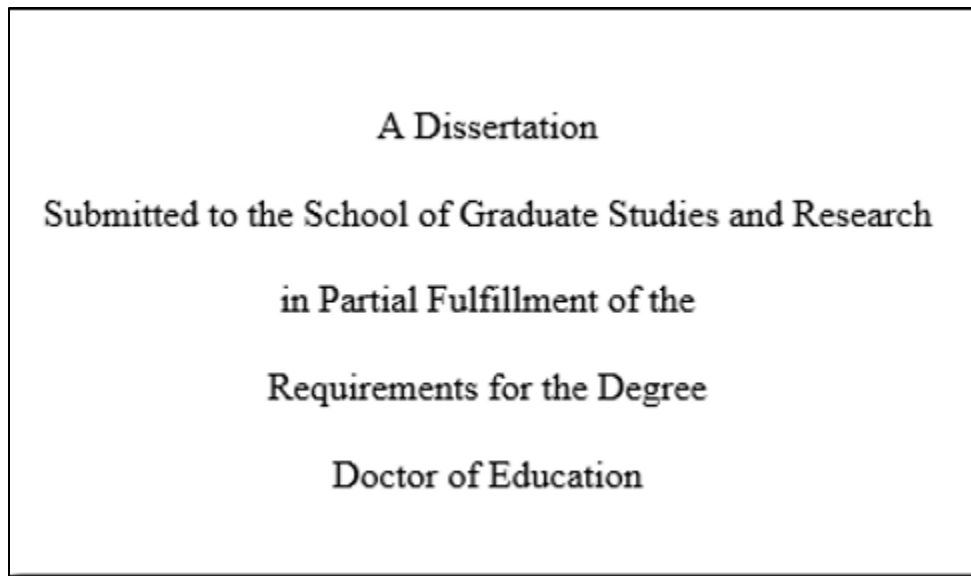 A Dissertation
Submitted to the School of Graduate Studies and Research
in Partial Fulfillment of the
Requirements for the Degree
Doctor of Education